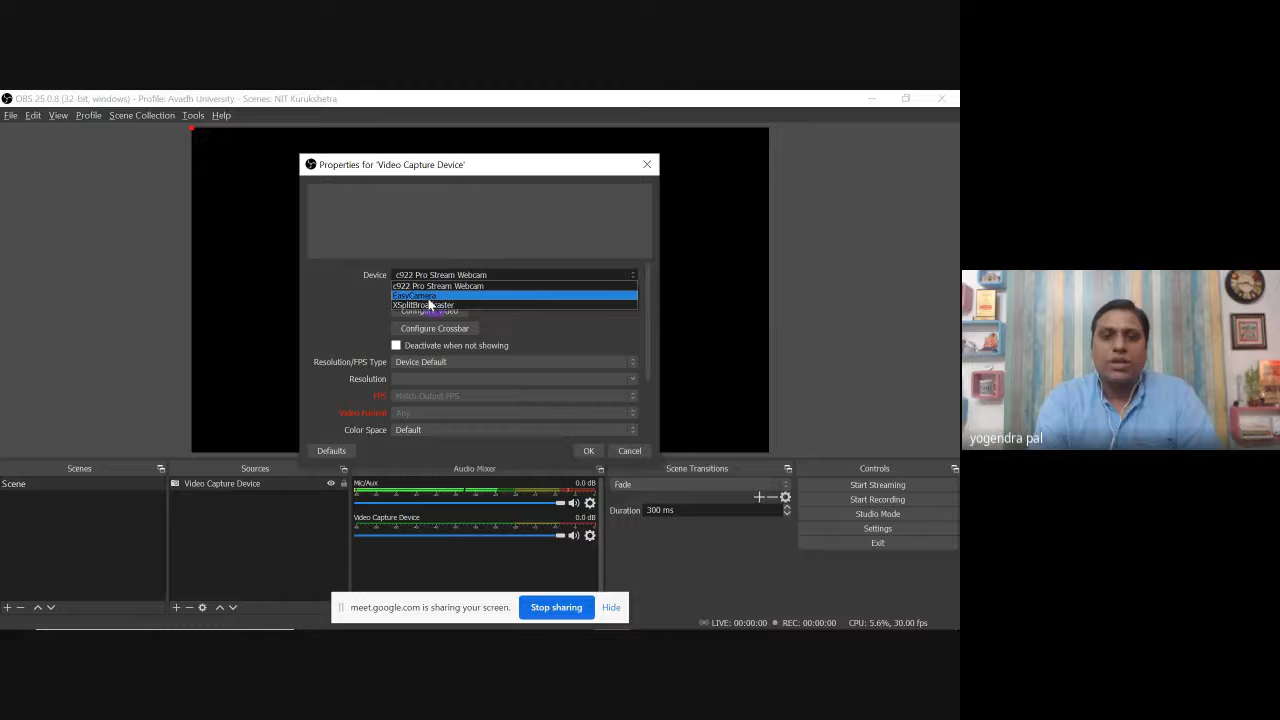 OBS 25.0.8 (32-bit, windows) - Profile: Avadh University - Scenes: NIT Kurukshetra
File Edit View Profile Scene Collection Tools Help
Properties for 'Video Capture Device'
Device c922 Pro Stream Webcam
c922 Pro Stream Webcam
EasyCamera
XSplitBroadcaster
Configure Video
Configure Crossbar
Deactivate when not showing
Resolution/FPS Type Device Default
Resolution
FPS Match Output FPS
Video Format Any
Color Space Default
Defaults OK Cancel
yogendra pal
Scenes Sources Audio Mixer Scene Transitions Controls
Scene
Video Capture Device
Mic/Aux 0.0 dB
Video Capture Device 0.0 dB
Fade
Duration 300 ms
Start Streaming
Start Recording
Studio Mode
Settings
Exit
meet.google.com is sharing your screen. Stop sharing Hide
LIVE: 00:00:00 REC: 00:00:00 CPU: 5.6%, 30.00 fps